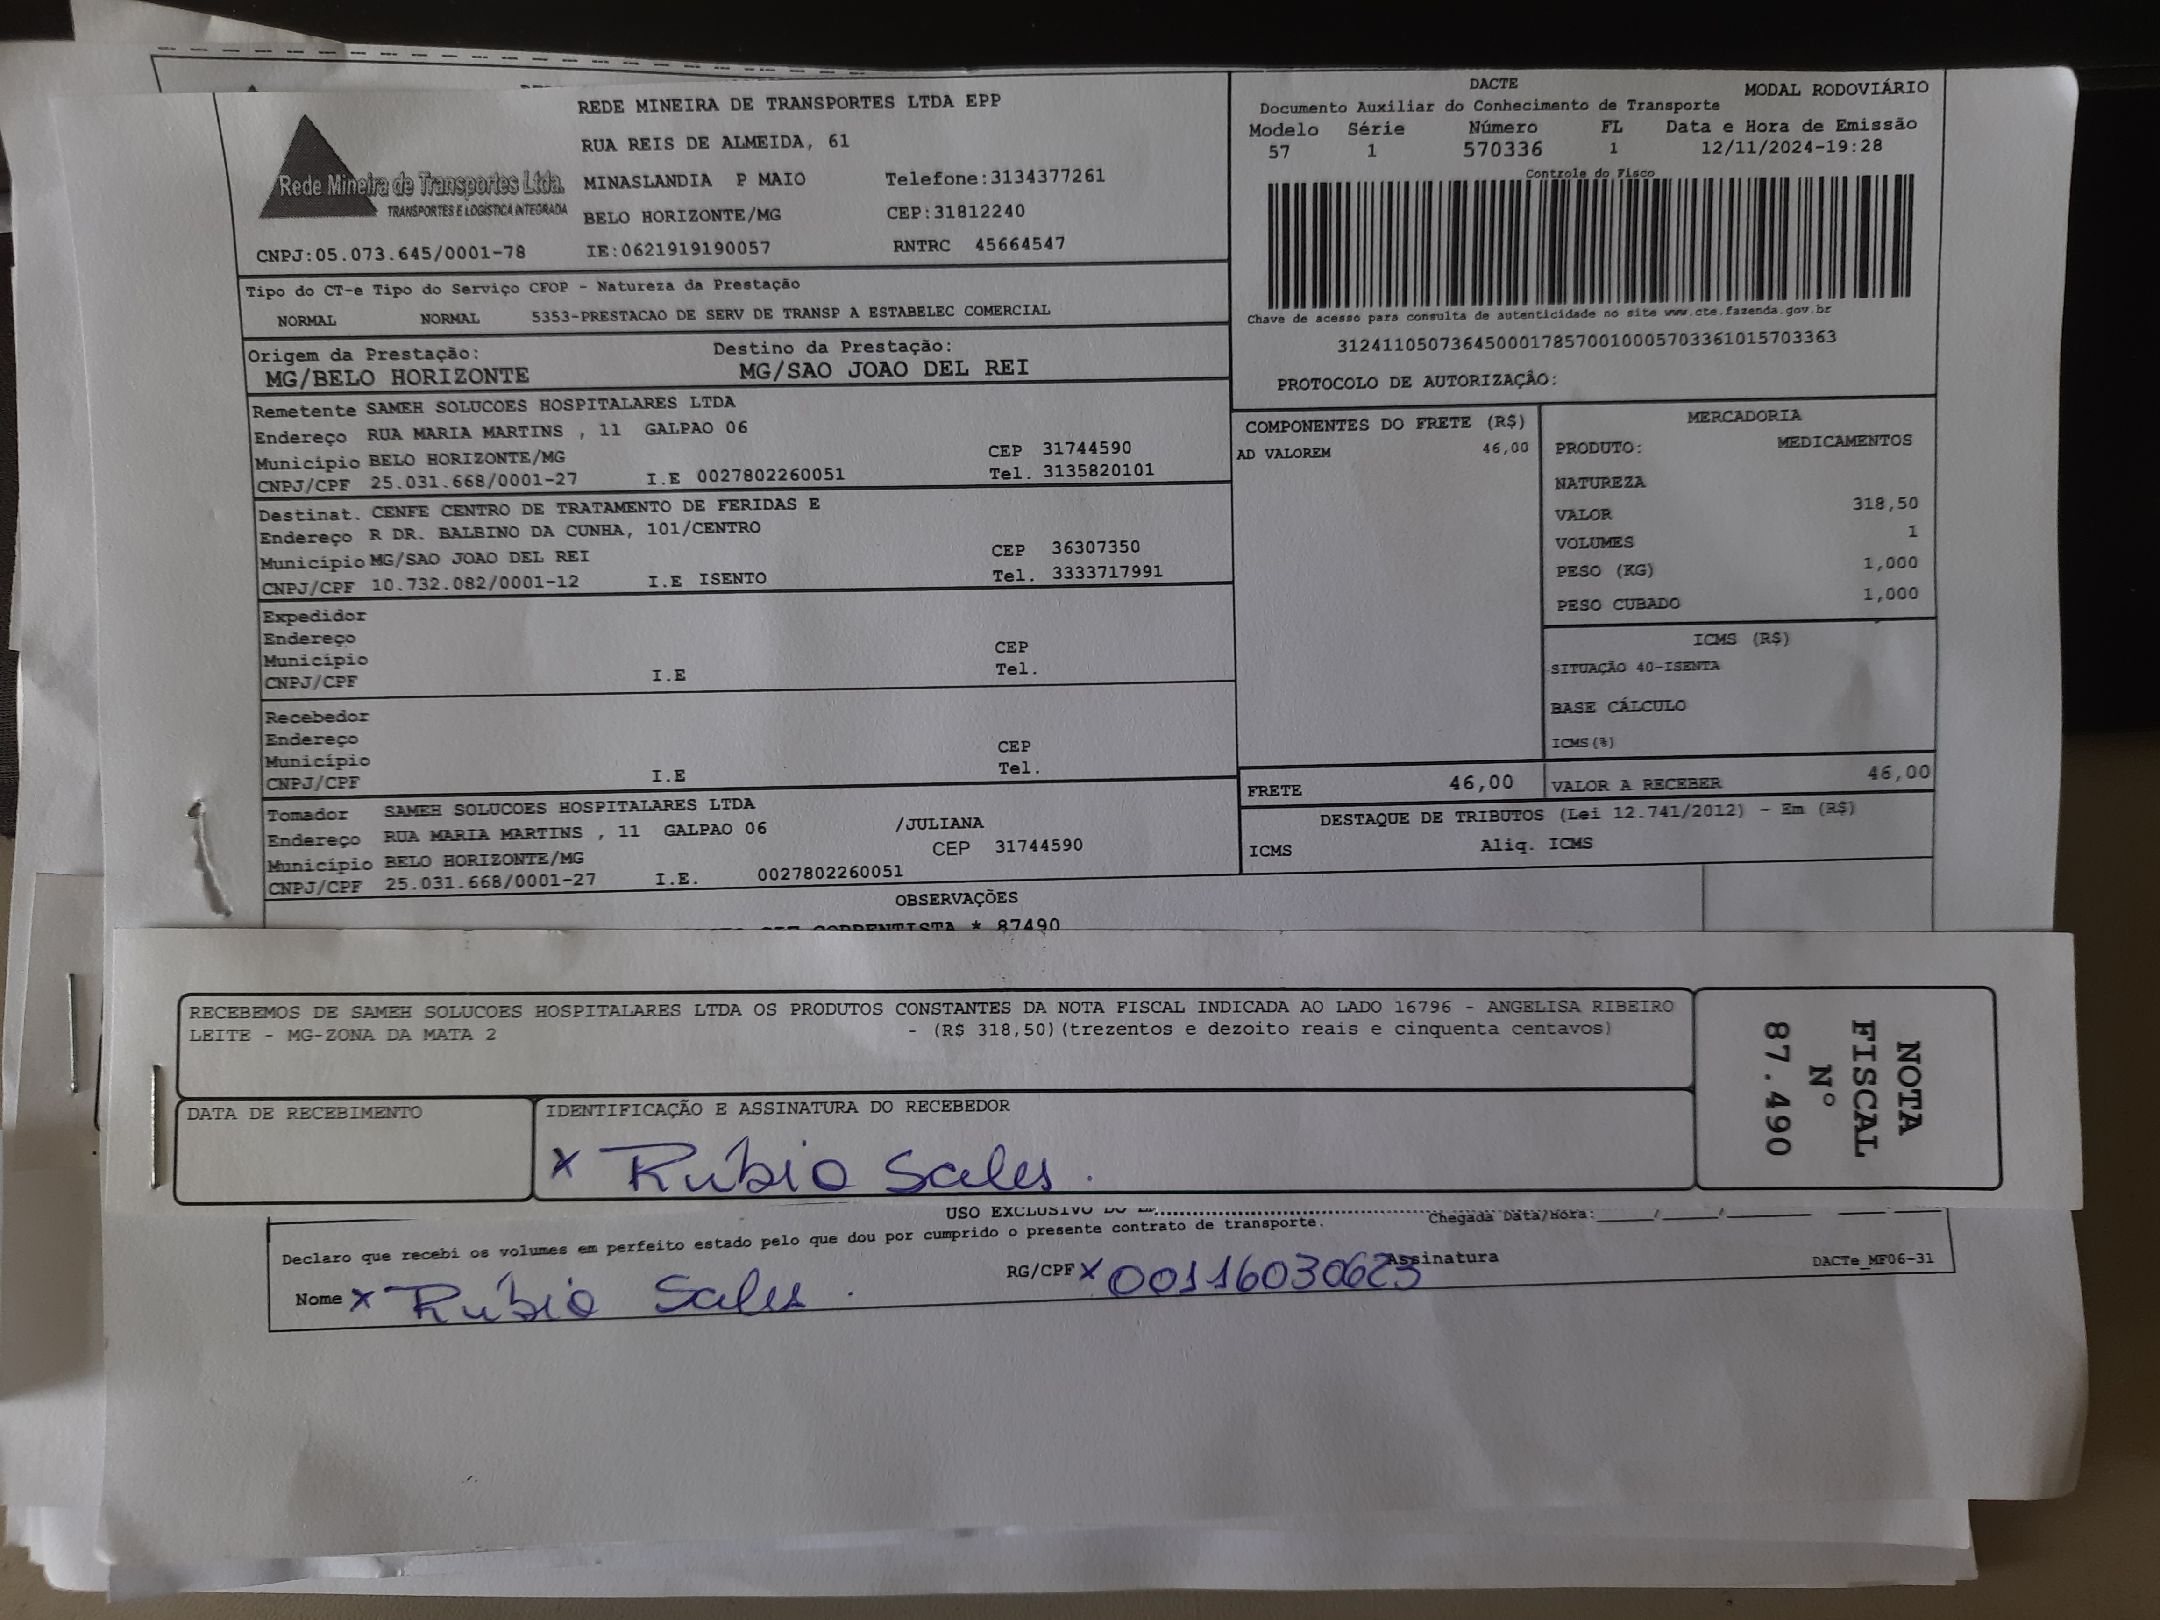 REDE MINEIRA DE TRANSPORTES LTDA EPP
RUA REIS DE ALMEIDA, 61
Rede Mineira de Transportes Ltda.
TRANSPORTES E LOGÍSTICA INTEGRADA
MINASLANDIA P MAIO Telefone:3134377261
BELO HORIZONTE/MG CEP:31812240
CNPJ:05.073.645/0001-78 IE:0621919190057 RNTRC 45664547
DACTE MODAL RODOVIÁRIO
Documento Auxiliar do Conhecimento de Transporte
Modelo Série Número FL Data e Hora de Emissão
57 1 570336 1 12/11/2024-19:28
Controle do Fisco
Chave de acesso para consulta de autenticidade no site www.cte.fazenda.gov.br
31241105073645000178570010005703361015703363
PROTOCOLO DE AUTORIZAÇÃO:
Tipo do CT-e Tipo do Serviço CFOP - Natureza da Prestação
NORMAL NORMAL 5353-PRESTACAO DE SERV DE TRANSP A ESTABELEC COMERCIAL
Origem da Prestação: Destino da Prestação:
MG/BELO HORIZONTE MG/SAO JOAO DEL REI
Remetente SAMEH SOLUCOES HOSPITALARES LTDA
Endereço RUA MARIA MARTINS , 11 GALPAO 06
Município BELO HORIZONTE/MG CEP 31744590
CNPJ/CPF 25.031.668/0001-27 I.E 0027802260051 Tel. 3135820101
Destinat. CENFE CENTRO DE TRATAMENTO DE FERIDAS E
Endereço R DR. BALBINO DA CUNHA, 101/CENTRO
Município MG/SAO JOAO DEL REI CEP 36307350
CNPJ/CPF 10.732.082/0001-12 I.E ISENTO Tel. 3333717991
Expedidor
Endereço
Município CEP
CNPJ/CPF I.E Tel.
Recebedor
Endereço
Município CEP
CNPJ/CPF I.E Tel.
Tomador SAMEH SOLUCOES HOSPITALARES LTDA
Endereço RUA MARIA MARTINS , 11 GALPAO 06 /JULIANA
Município BELO HORIZONTE/MG CEP 31744590
CNPJ/CPF 25.031.668/0001-27 I.E. 0027802260051
COMPONENTES DO FRETE (R$)
AD VALOREM 46,00
MERCADORIA
PRODUTO: MEDICAMENTOS
NATUREZA
VALOR 318,50
VOLUMES 1
PESO (KG) 1,000
PESO CUBADO 1,000
ICMS (R$)
SITUAÇÃO 40-ISENTA
BASE CÁLCULO
ICMS(%)
FRETE 46,00 VALOR A RECEBER 46,00
DESTAQUE DE TRIBUTOS (Lei 12.741/2012) - Em (R$)
ICMS Aliq. ICMS
OBSERVAÇÕES
CORRENTISTA * 87490
RECEBEMOS DE SAMEH SOLUCOES HOSPITALARES LTDA OS PRODUTOS CONSTANTES DA NOTA FISCAL INDICADA AO LADO 16796 - ANGELISA RIBEIRO
LEITE - MG-ZONA DA MATA 2 - (R$ 318,50)(trezentos e dezoito reais e cinquenta centavos)
DATA DE RECEBIMENTO
IDENTIFICAÇÃO E ASSINATURA DO RECEBEDOR
x Rúbio Sales.
NOTA
FISCAL
Nº
87.490
USO EXCLUSIVO DO
Chegada Data/Hora:
Declaro que recebi os volumes em perfeito estado pelo que dou por cumprido o presente contrato de transporte.
Nome x Rúbio Sales. RG/CPF x 00116030623 Assinatura DACTe_MF06-31